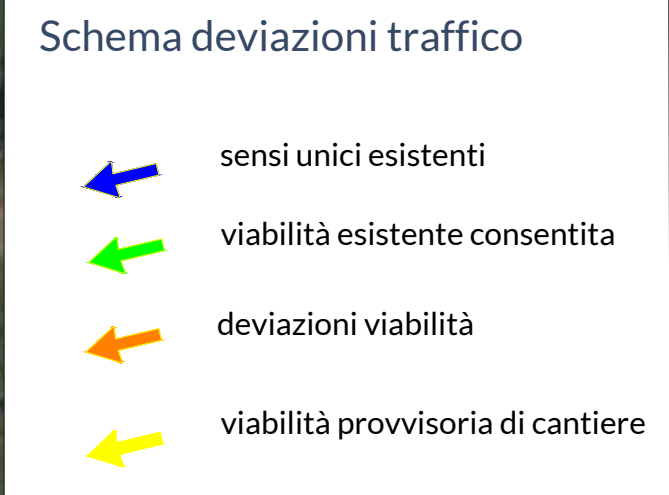 Schema deviazioni traffico
sensi unici esistenti
viabilità esistente consentita
deviazioni viabilità
viabilità provvisoria di cantiere